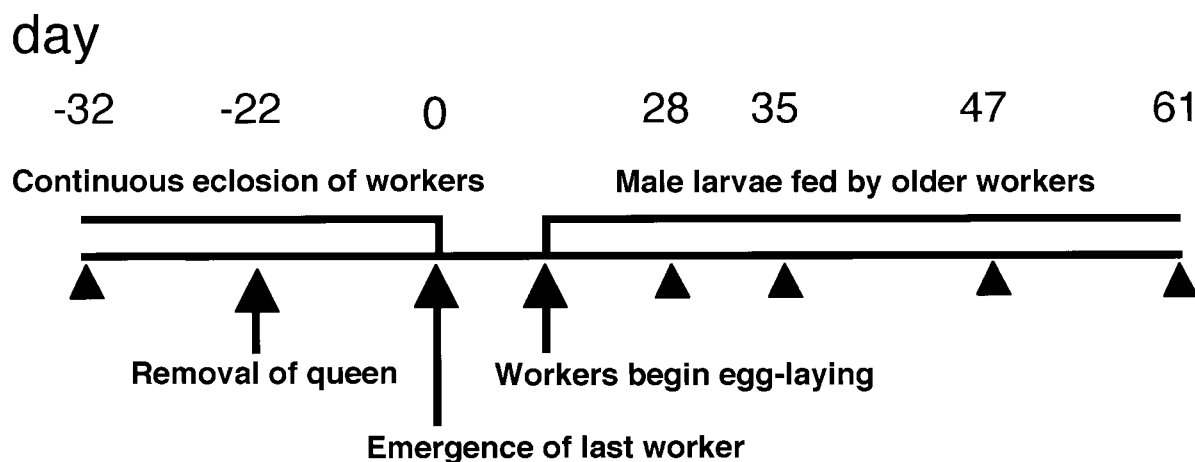 day
-32 -22 0 28 35 47 61
Continuous eclosion of workers Male larvae fed by older workers
Removal of queen Workers begin egg-laying
Emergence of last worker